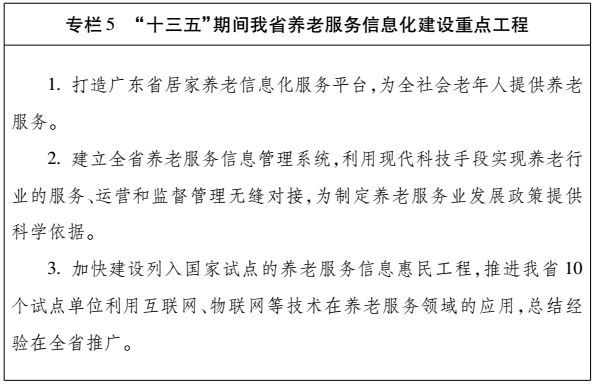 专栏5 “十三五”期间我省养老服务信息化建设重点工程
1. 打造广东省居家养老信息化服务平台,为全社会老年人提供养老
服务。
2. 建立全省养老服务信息管理系统,利用现代科技手段实现养老行
业的服务、运营和监督管理无缝对接,为制定养老服务业发展政策提供
科学依据。
3. 加快建设列入国家试点的养老服务信息惠民工程,推进我省10
个试点单位利用互联网、物联网等技术在养老服务领域的应用,总结经
验在全省推广。